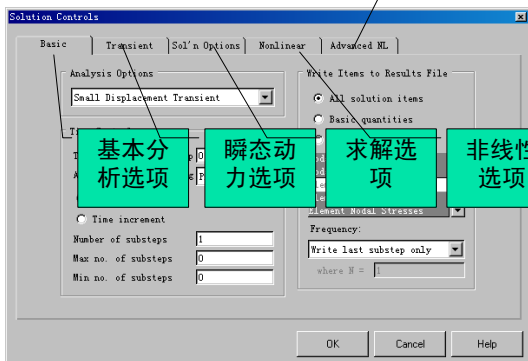 Solution Controls
Basic Transient Sol'n Options Nonlinear Advanced NL
Analysis Options
Small Displacement Transient
Write Items to Results File
All solution items
Basic quantities
基本分
析选项
瞬态动
力选项
求解选
项
非线性
选项
Time increment
Number of substeps 1
Max no. of substeps 0
Min no. of substeps 0
Element Nodal Stresses
Frequency:
Write last substep only
where N = 1
OK Cancel Help